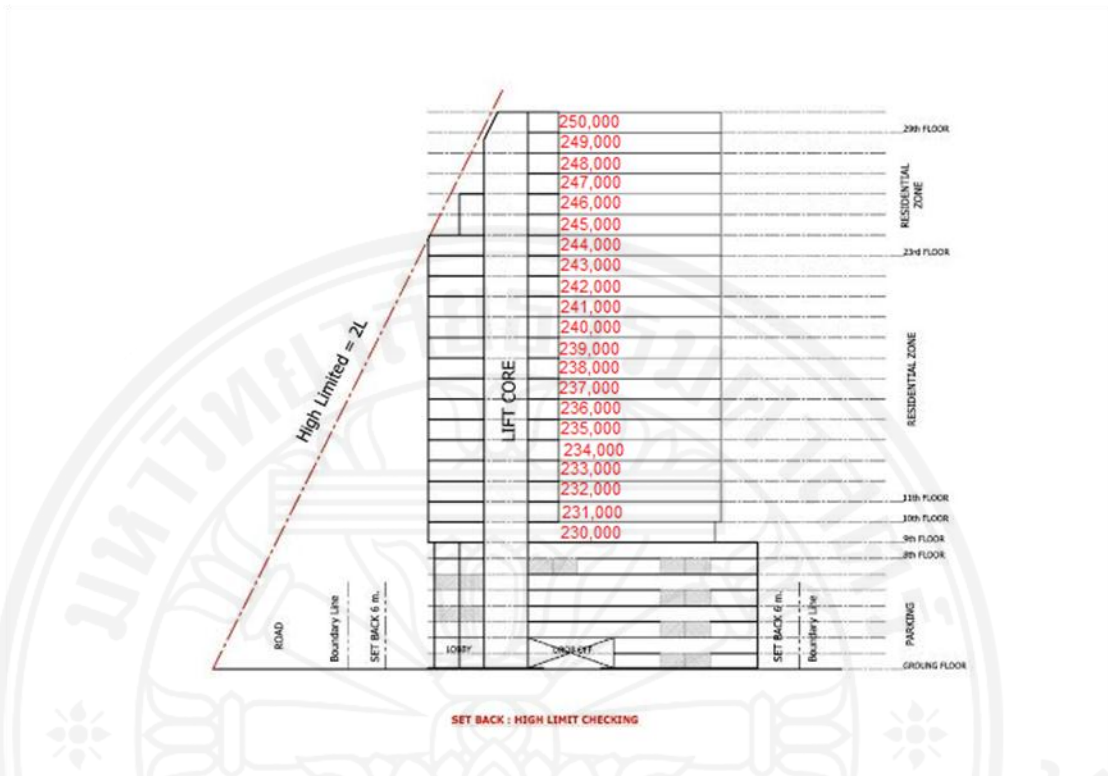 250,000
29th FLOOR
249,000
248,000
247,000
RESIDENTIAL
ZONE
246,000
245,000
244,000
23rd FLOOR
243,000
242,000
241,000
240,000
239,000
238,000
237,000
236,000
235,000
234,000
233,000
232,000
231,000
230,000
High Limited = 2L
LIFT CORE
RESIDENTIAL ZONE
11th FLOOR
10th FLOOR
9th FLOOR
8th FLOOR
ROAD
Boundary Line
SET BACK 6 m.
LOBBY
DROP OFF
SET BACK 6 m.
Boundary Line
PARKING
GROUNG FLOOR
SET BACK : HIGH LIMIT CHECKING